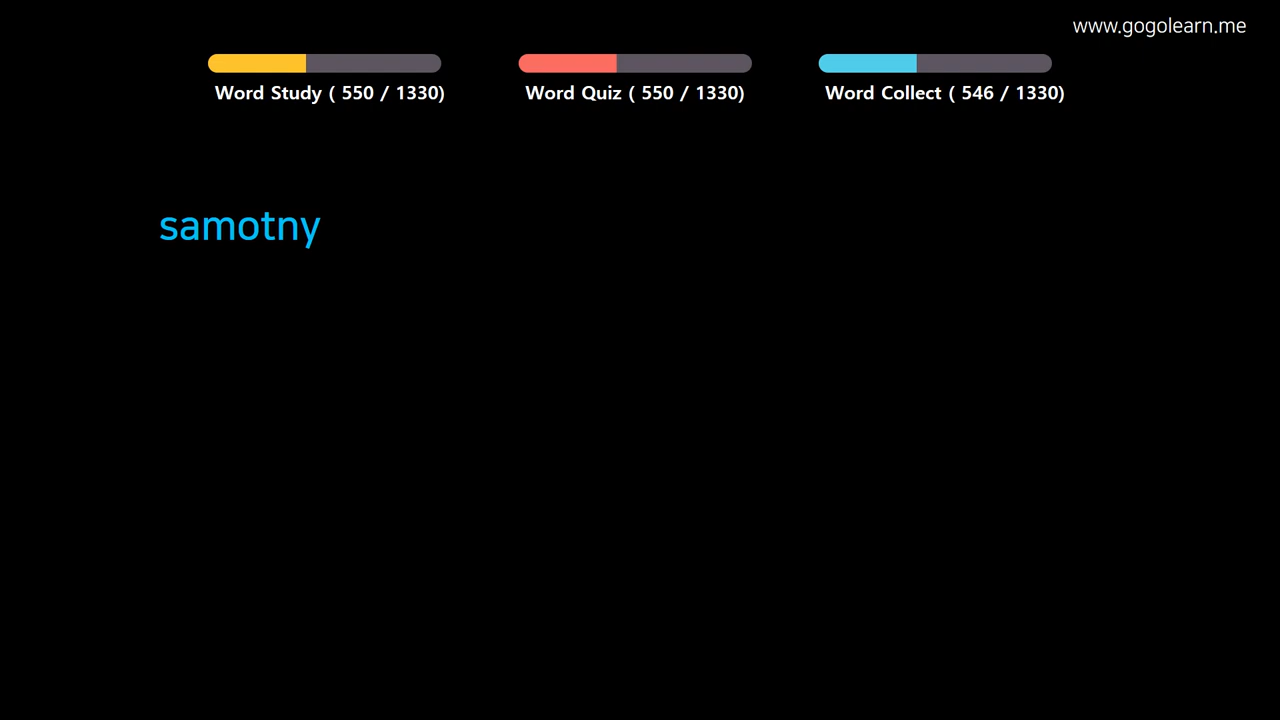 www.gogolearn.me
Word Study ( 550 / 1330)
Word Quiz ( 550 / 1330)
Word Collect ( 546 / 1330)
samotny